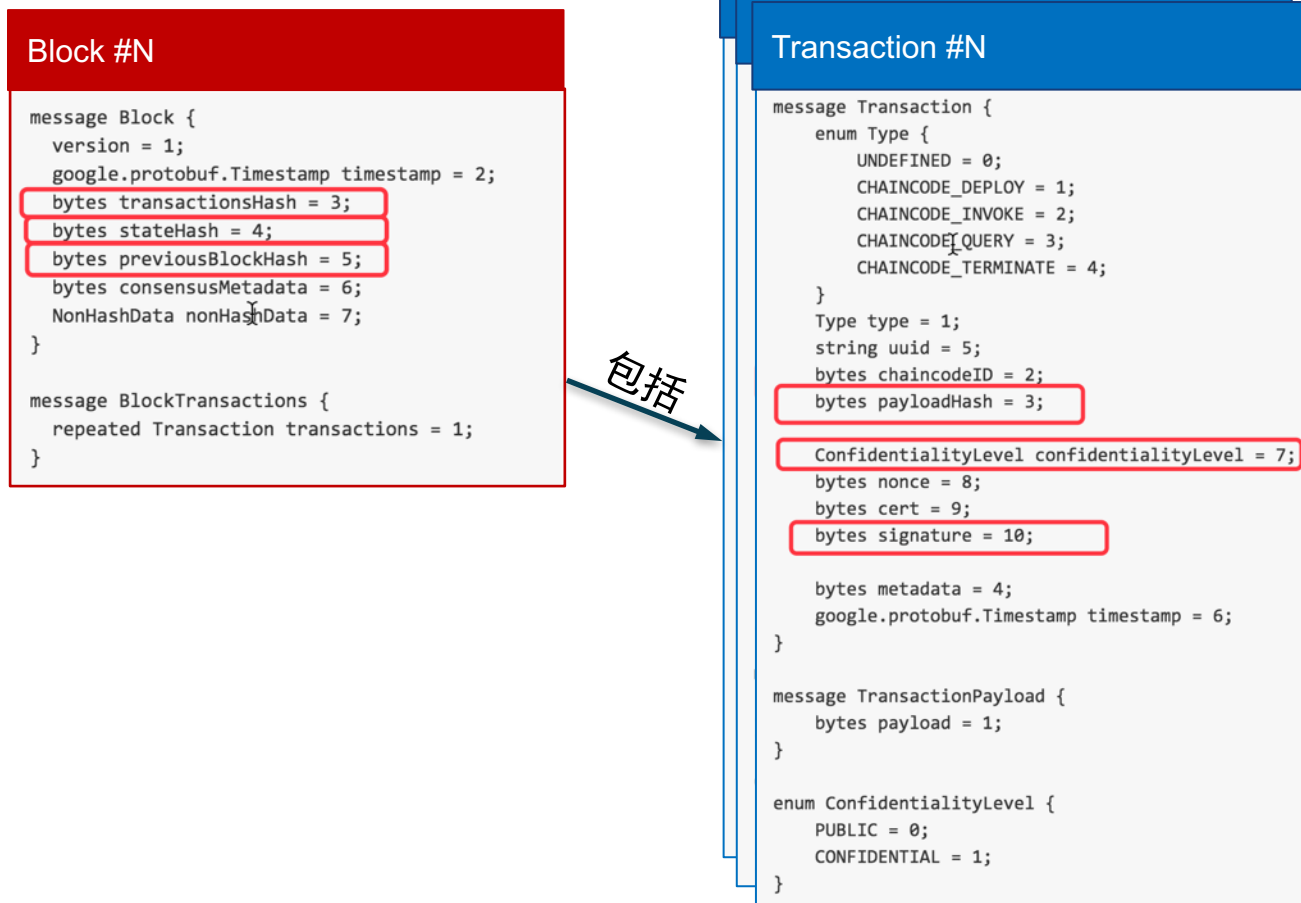 Block #N
message Block {
version = 1;
google.protobuf.Timestamp timestamp = 2;
bytes transactionsHash = 3;
bytes stateHash = 4;
bytes previousBlockHash = 5;
bytes consensusMetadata = 6;
NonHashData nonHashData = 7;
}
message BlockTransactions {
repeated Transaction transactions = 1;
}
包括
Transaction #N
message Transaction {
enum Type {
UNDEFINED = 0;
CHAINCODE_DEPLOY = 1;
CHAINCODE_INVOKE = 2;
CHAINCODE_QUERY = 3;
CHAINCODE_TERMINATE = 4;
}
Type type = 1;
string uuid = 5;
bytes chaincodeID = 2;
bytes payloadHash = 3;
ConfidentialityLevel confidentialityLevel = 7;
bytes nonce = 8;
bytes cert = 9;
bytes signature = 10;
bytes metadata = 4;
google.protobuf.Timestamp timestamp = 6;
}
message TransactionPayload {
bytes payload = 1;
}
enum ConfidentialityLevel {
PUBLIC = 0;
CONFIDENTIAL = 1;
}